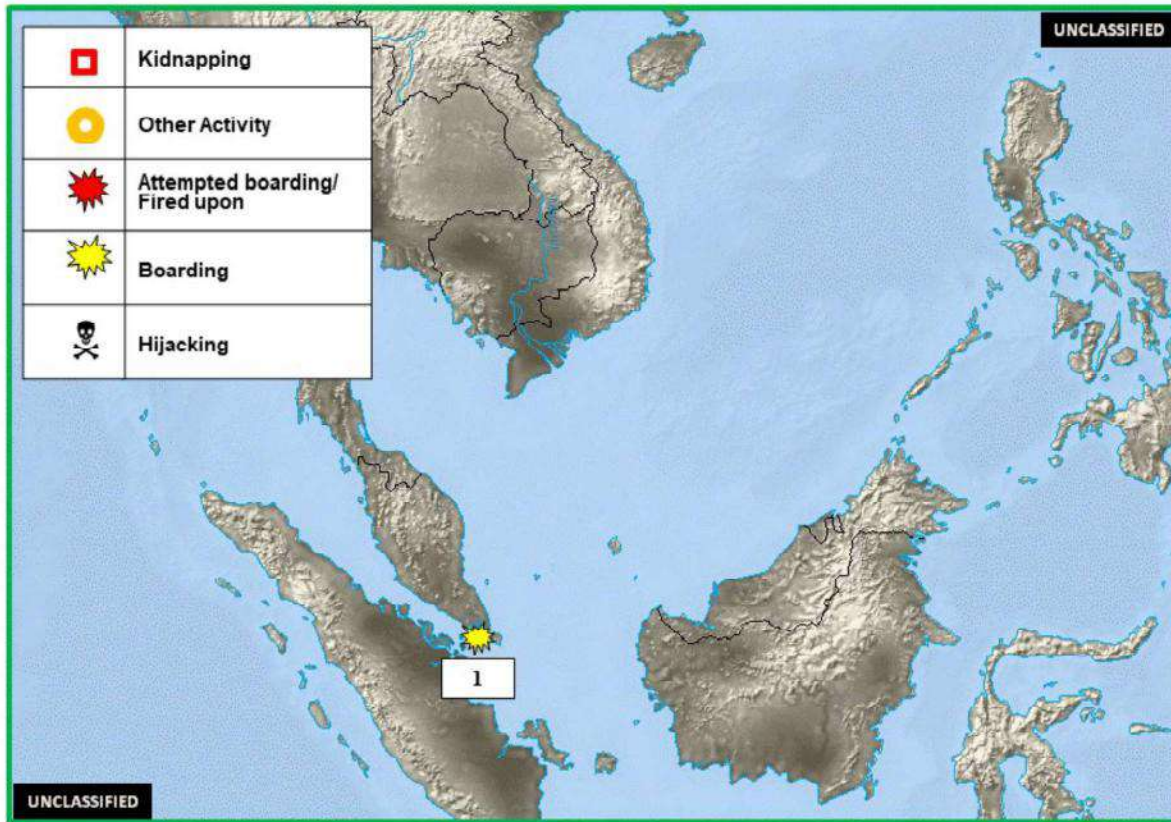 UNCLASSIFIED
Kidnapping
Other Activity
Attempted boarding/
Fired upon
Boarding
Hijacking
1
UNCLASSIFIED